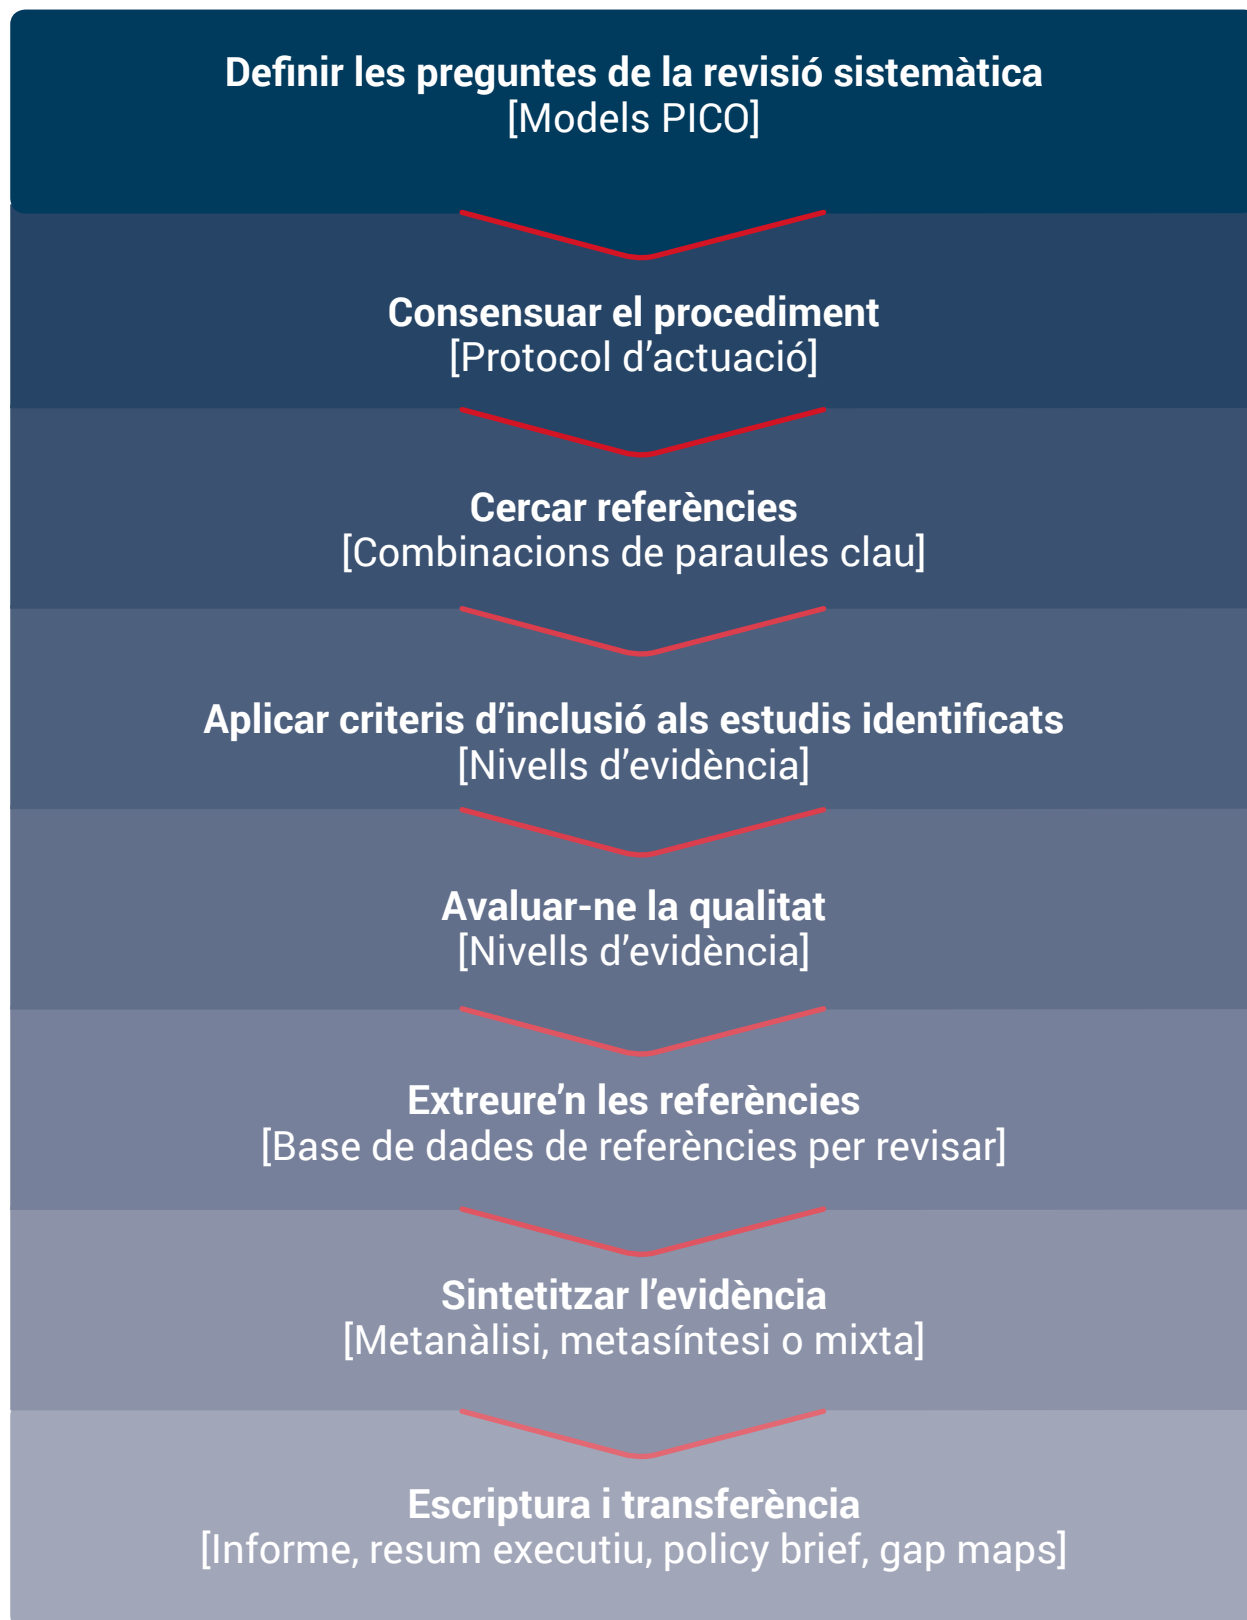 Definir les preguntes de la revisió sistemàtica
[Models PICO]
Consensuar el procediment
[Protocol d’actuació]
Cercar referències
[Combinacions de paraules clau]
Aplicar criteris d’inclusió als estudis identificats
[Nivells d’evidència]
Avaluar-ne la qualitat
[Nivells d’evidència]
Extreure’n les referències
[Base de dades de referències per revisar]
Sintetitzar l’evidència
[Metanàlisi, metasíntesi o mixta]
Escriptura i transferència
[Informe, resum executiu, policy brief, gap maps]